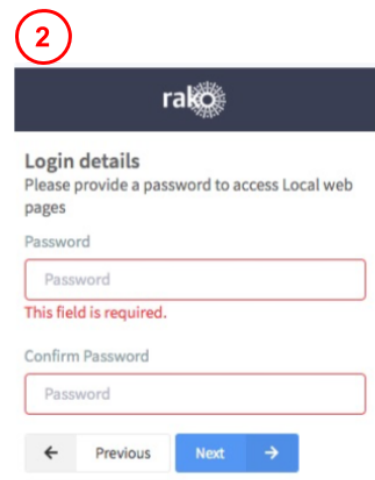 2
rako
Login details
Please provide a password to access Local web
pages
Password
Password
This field is required.
Confirm Password
Password
← Previous Next →